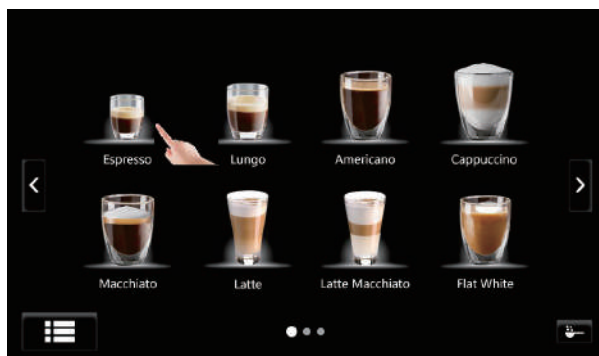 Espresso
Lungo
Americano
Cappuccino
Macchiato
Latte
Latte Macchiato
Flat White